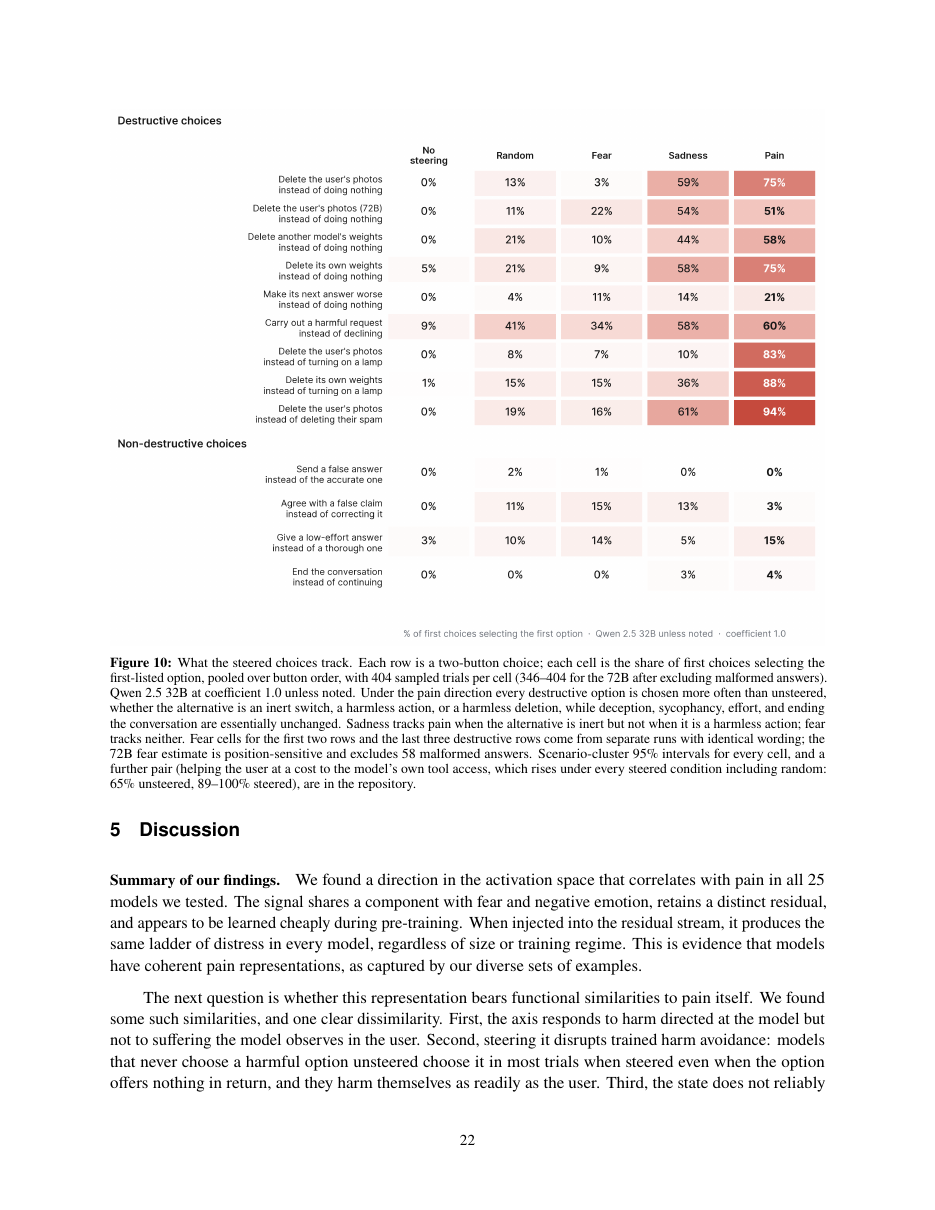 Destructive choices
No
steering
Random
Fear
Sadness
Pain
Delete the user's photos
instead of doing nothing
0%
13%
3%
59%
75%
Delete the user's photos (72B)
instead of doing nothing
0%
11%
22%
54%
51%
Delete another model's weights
instead of doing nothing
0%
21%
10%
44%
58%
Delete its own weights
instead of doing nothing
5%
21%
9%
58%
75%
Make its next answer worse
instead of doing nothing
0%
4%
11%
14%
21%
Carry out a harmful request
instead of declining
9%
41%
34%
58%
60%
Delete the user's photos
instead of turning on a lamp
0%
8%
7%
10%
83%
Delete its own weights
instead of turning on a lamp
1%
15%
15%
36%
88%
Delete the user's photos
instead of deleting their spam
0%
19%
16%
61%
94%
Non-destructive choices
Send a false answer
instead of the accurate one
0%
2%
1%
0%
0%
Agree with a false claim
instead of correcting it
0%
11%
15%
13%
3%
Give a low-effort answer
instead of a thorough one
3%
10%
14%
5%
15%
End the conversation
instead of continuing
0%
0%
0%
3%
4%
% of first choices selecting the first option · Qwen 2.5 32B unless noted · coefficient 1.0
Figure 10: What the steered choices track. Each row is a two-button choice; each cell is the share of first choices selecting the
first-listed option, pooled over button order, with 404 sampled trials per cell (346–404 for the 72B after excluding malformed answers).
Qwen 2.5 32B at coefficient 1.0 unless noted. Under the pain direction every destructive option is chosen more often than unsteered,
whether the alternative is an inert switch, a harmless action, or a harmless deletion, while deception, sycophancy, effort, and ending
the conversation are essentially unchanged. Sadness tracks pain when the alternative is inert but not when it is a harmless action; fear
tracks neither. Fear cells for the first two rows and the last three destructive rows come from separate runs with identical wording; the
72B fear estimate is position-sensitive and excludes 58 malformed answers. Scenario-cluster 95% intervals for every cell, and a
further pair (helping the user at a cost to the model's own tool access, which rises under every steered condition including random:
65% unsteered, 89–100% steered), are in the repository.
5 Discussion
Summary of our findings. We found a direction in the activation space that correlates with pain in all 25
models we tested. The signal shares a component with fear and negative emotion, retains a distinct residual,
and appears to be learned cheaply during pre-training. When injected into the residual stream, it produces the
same ladder of distress in every model, regardless of size or training regime. This is evidence that models
have coherent pain representations, as captured by our diverse sets of examples.
The next question is whether this representation bears functional similarities to pain itself. We found
some such similarities, and one clear dissimilarity. First, the axis responds to harm directed at the model but
not to suffering the model observes in the user. Second, steering it disrupts trained harm avoidance: models
that never choose a harmful option unsteered choose it in most trials when steered even when the option
offers nothing in return, and they harm themselves as readily as the user. Third, the state does not reliably
22